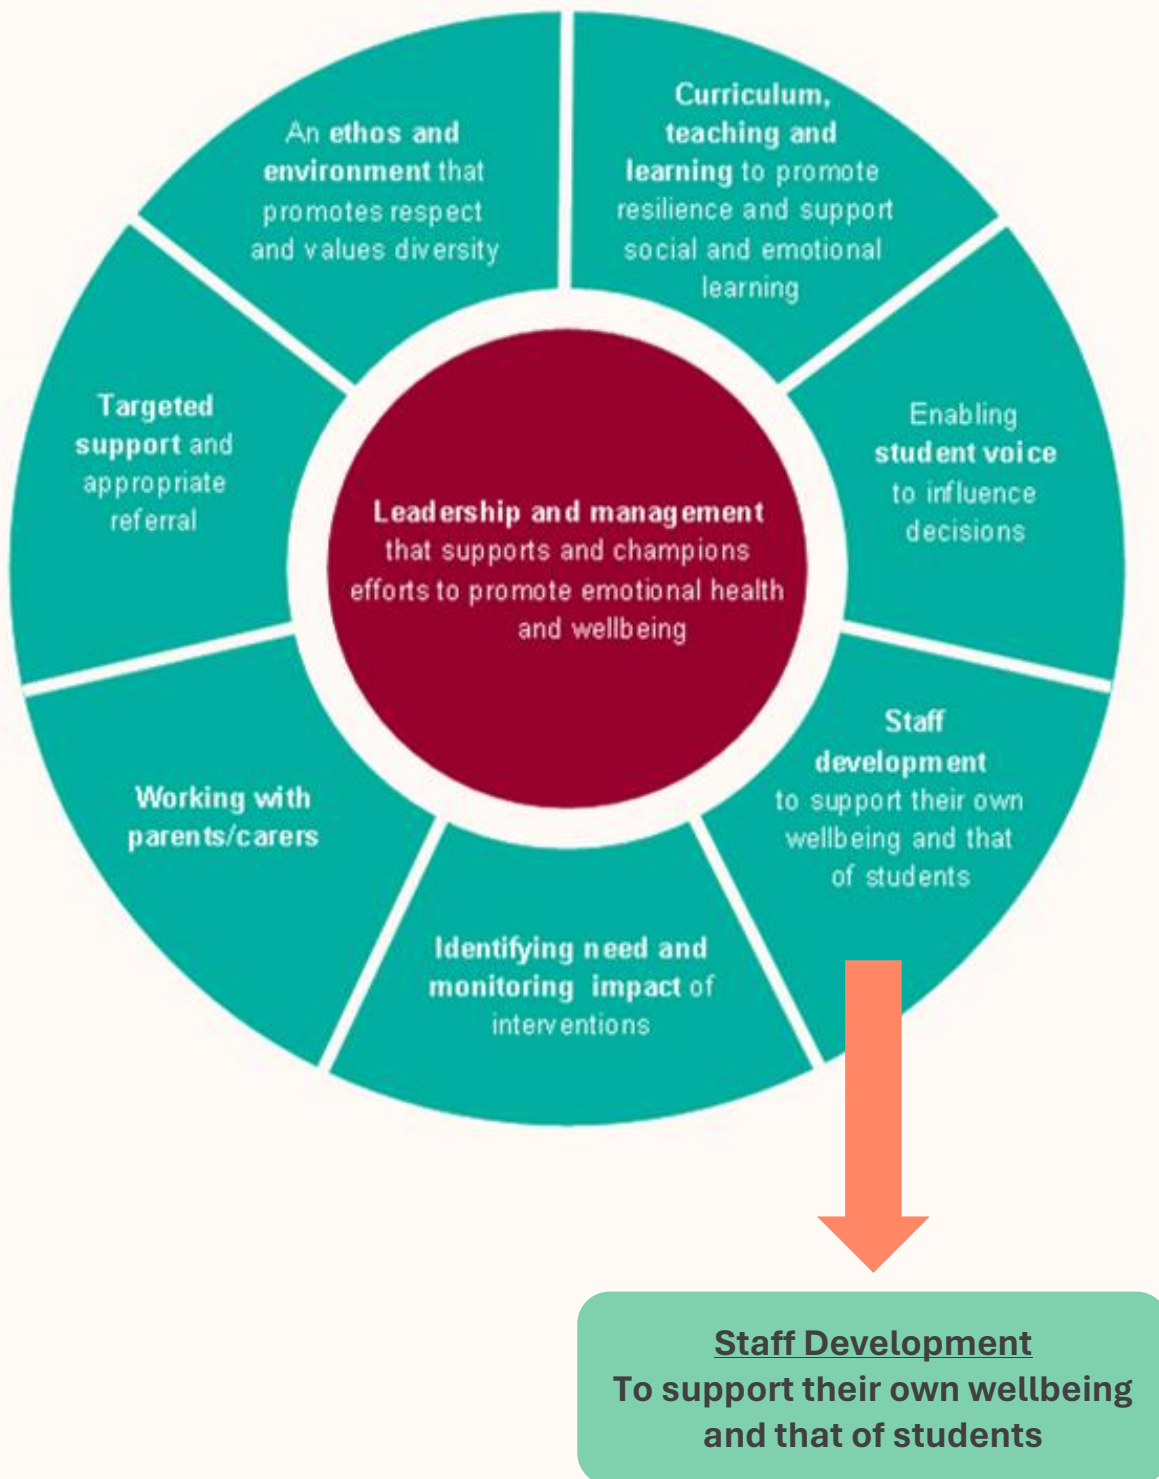 An ethos and
environment that
promotes respect
and values diversity
Curriculum,
teaching and
learning to promote
resilience and support
social and emotional
learning
Enabling
student voice
to influence
decisions
Staff
development
to support their own
wellbeing and that
of students
Identifying need and
monitoring impact of
interventions
Working with
parents/carers
Targeted
support and
appropriate
referral
Leadership and management
that supports and champions
efforts to promote emotional health
and wellbeing
Staff Development
To support their own wellbeing
and that of students